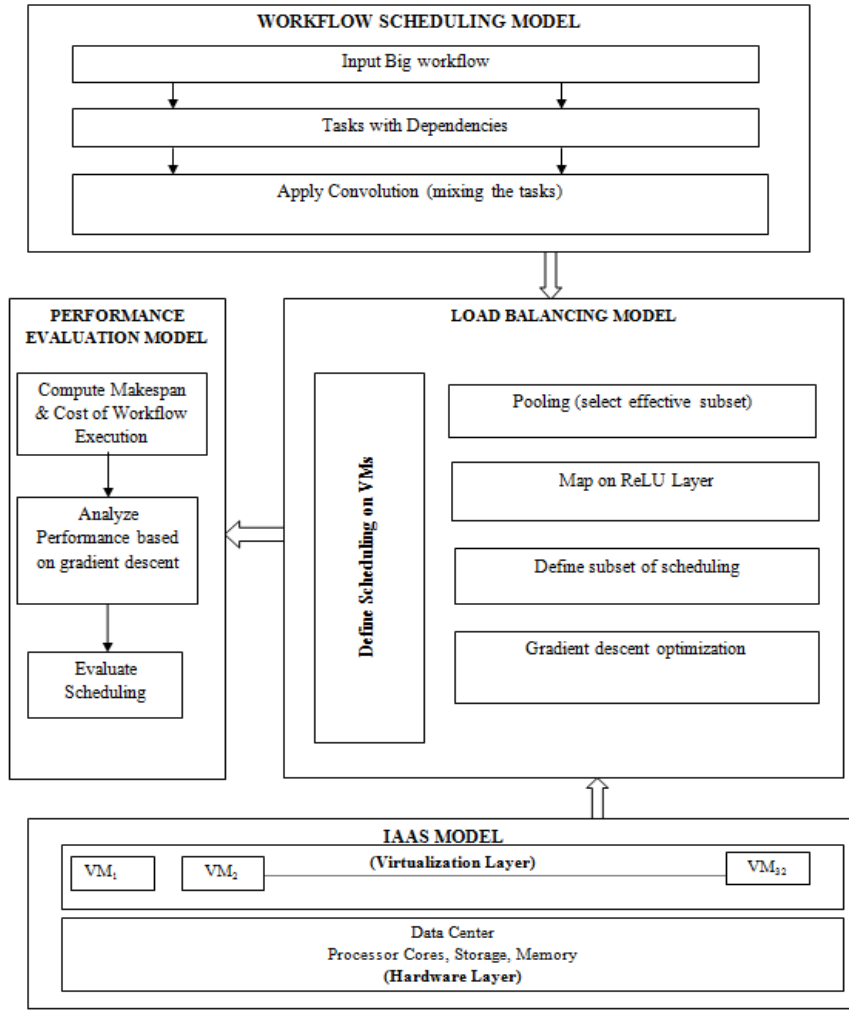 WORKFLOW SCHEDULING MODEL
Input Big workflow
Tasks with Dependencies
Apply Convolution (mixing the tasks)
PERFORMANCE
EVALUATION MODEL
Compute Makespan
& Cost of Workflow
Execution
Analyze
Performance based
on gradient descent
Evaluate
Scheduling
LOAD BALANCING MODEL
Define Scheduling on VMs
Pooling (select effective subset)
Map on ReLU Layer
Define subset of scheduling
Gradient descent optimization
IAAS MODEL
(Virtualization Layer)
VM₁
VM₂
VM₃₂
Data Center
Processor Cores, Storage, Memory
(Hardware Layer)